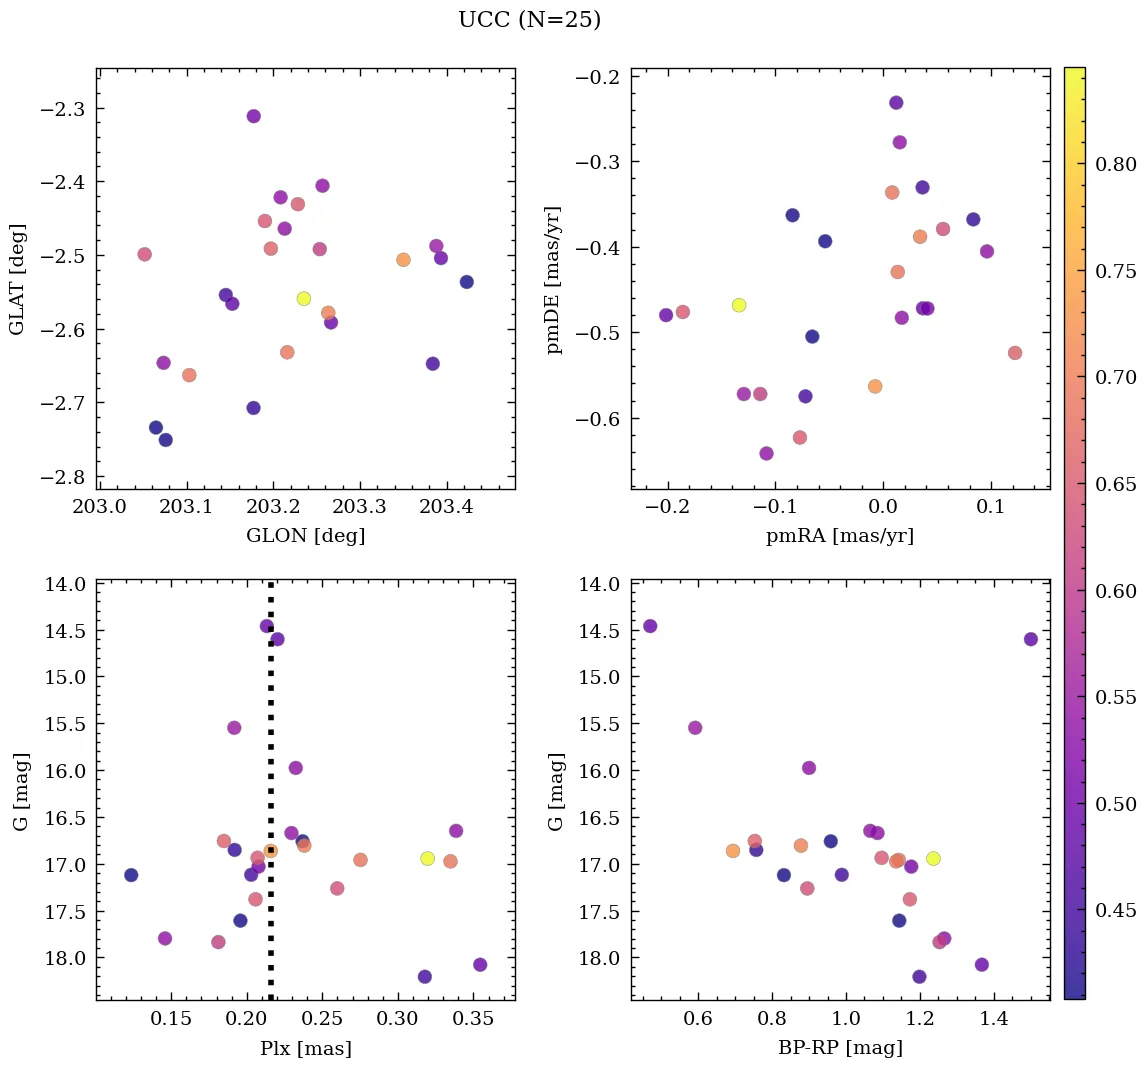 UCC (N=25)
−2.3
−2.4
−2.5
−2.6
−2.7
−2.8
GLAT [deg]
203.0 203.1 203.2 203.3 203.4
GLON [deg]
−0.2
−0.3
−0.4
−0.5
−0.6
pmDE [mas/yr]
−0.2 −0.1 0.0 0.1
pmRA [mas/yr]
14.0
14.5
15.0
15.5
16.0
16.5
17.0
17.5
18.0
G [mag]
0.15 0.20 0.25 0.30 0.35
Plx [mas]
14.0
14.5
15.0
15.5
16.0
16.5
17.0
17.5
18.0
G [mag]
0.6 0.8 1.0 1.2 1.4
BP-RP [mag]
0.80
0.75
0.70
0.65
0.60
0.55
0.50
0.45